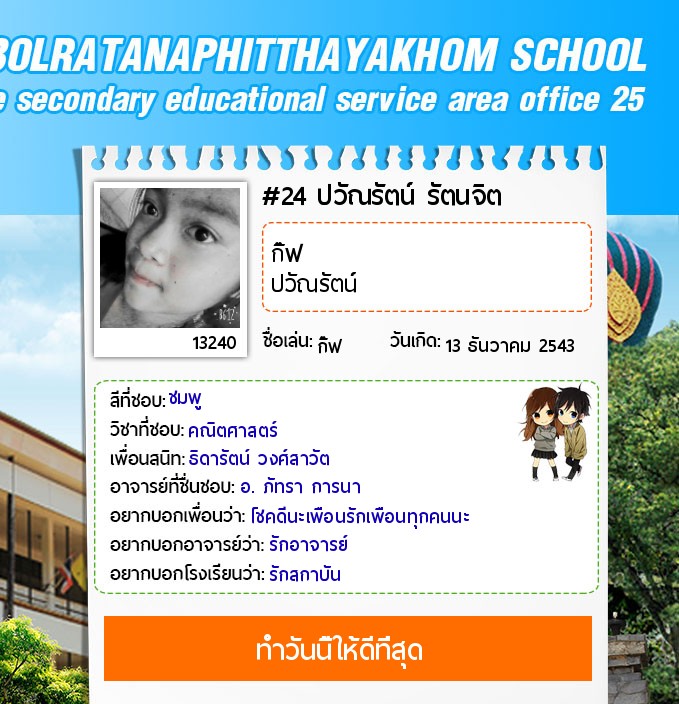 BOLRATANAPHITTHAYAKHOM SCHOOL
e secondary educational service area office 25
#24 ปวัณรัตน์ รัตนจิต
กิ๊ฟ
ปวัณรัตน์
13240
ชื่อเล่น: กิ๊ฟ
วันเกิด: 13 ธันวาคม 2543
สีที่ชอบ: ชมพู
วิชาที่ชอบ: คณิตศาสตร์
เพื่อนสนิท: ธิดารัตน์ วงศ์สาวัต
อาจารย์ที่ชื่นชอบ: อ. ภัทรา การนา
อยากบอกเพื่อนว่า: โชคดีนะเพื่อนรักเพื่อนทุกคนนะ
อยากบอกอาจารย์ว่า: รักอาจารย์
อยากบอกโรงเรียนว่า: รักสถาบัน
ทำวันนี้ให้ดีที่สุด